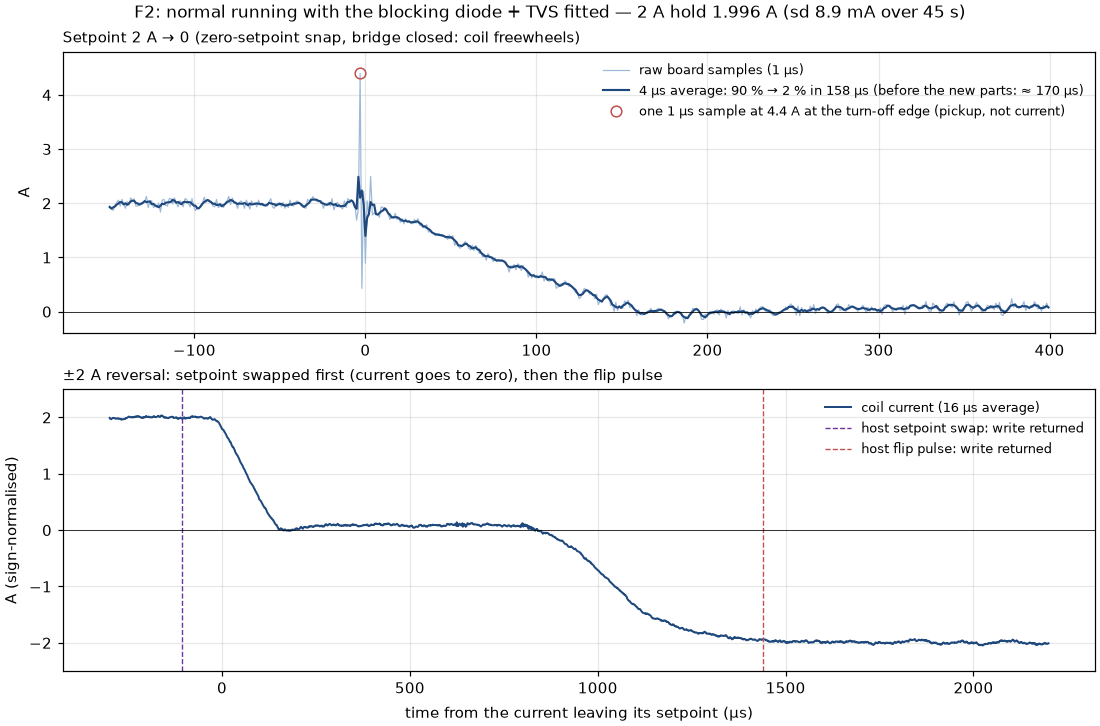 F2: normal running with the blocking diode + TVS fitted — 2 A hold 1.996 A (sd 8.9 mA over 45 s)
Setpoint 2 A → 0 (zero-setpoint snap, bridge closed: coil freewheels)
raw board samples (1 µs)
4 µs average: 90 % → 2 % in 158 µs (before the new parts: ≈ 170 µs)
one 1 µs sample at 4.4 A at the turn-off edge (pickup, not current)
A
4
3
2
1
0
−100
0
100
200
300
400
±2 A reversal: setpoint swapped first (current goes to zero), then the flip pulse
coil current (16 µs average)
host setpoint swap: write returned
host flip pulse: write returned
A (sign-normalised)
2
1
0
−1
−2
0
500
1000
1500
2000
time from the current leaving its setpoint (µs)